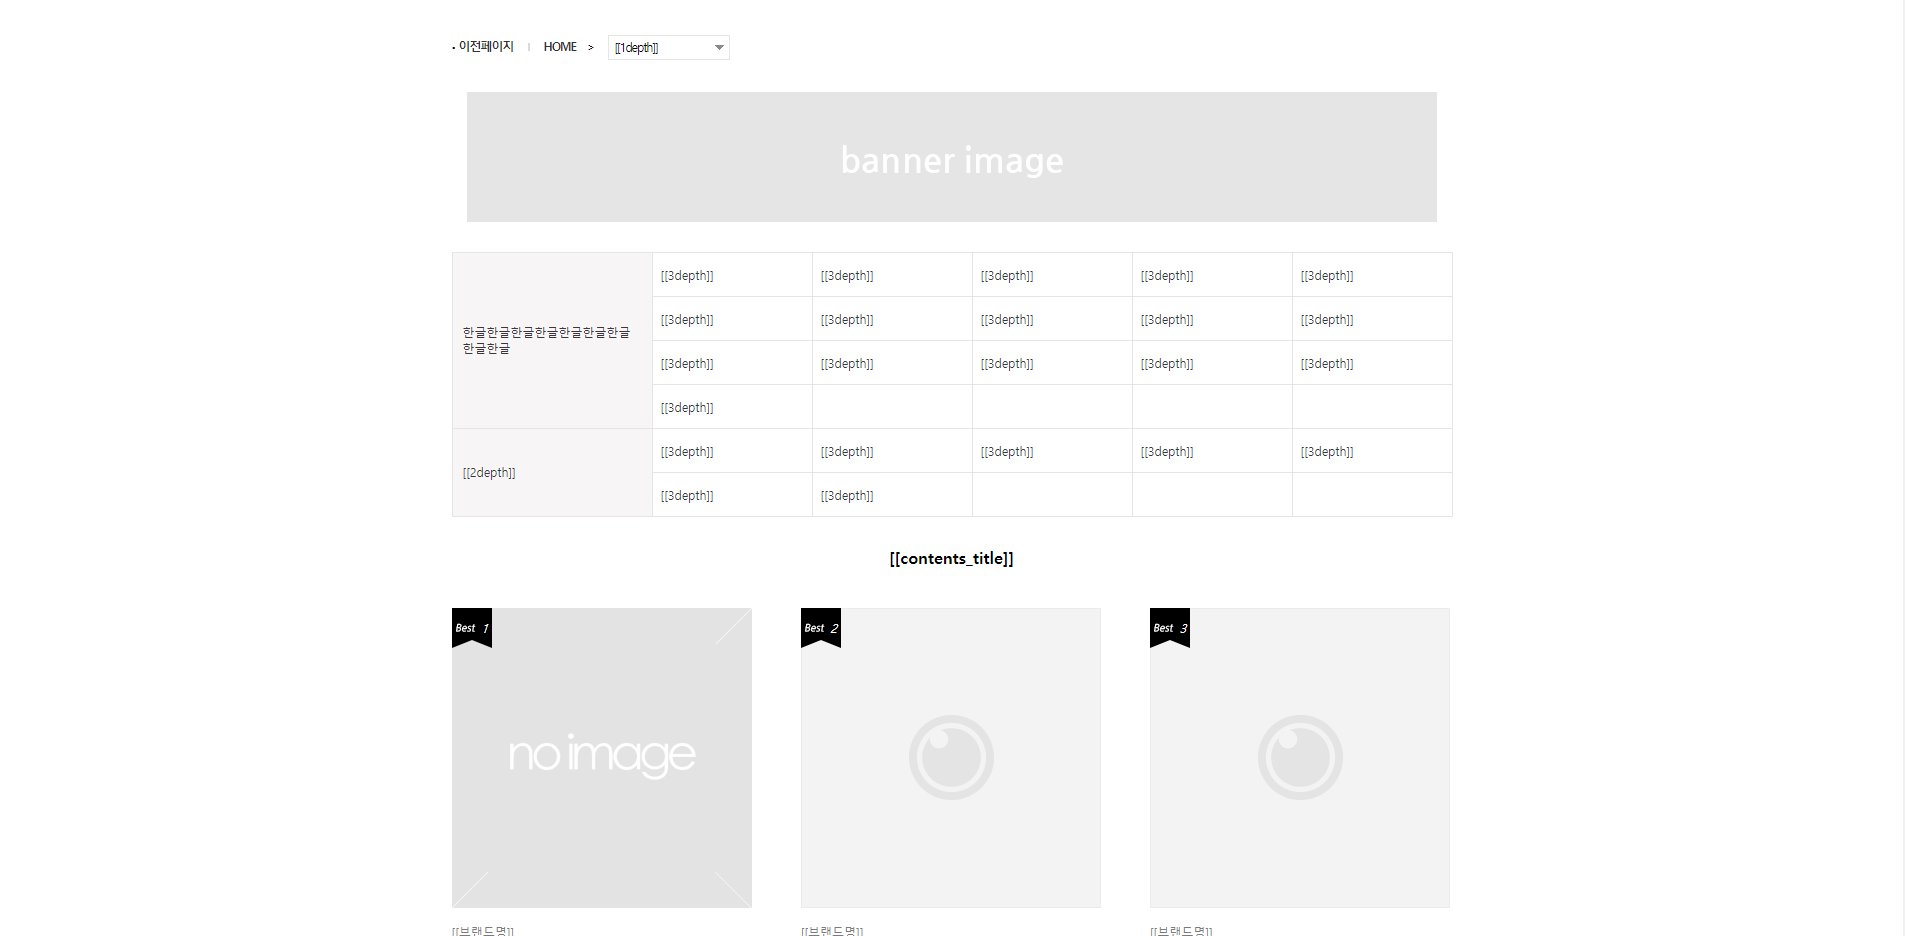 • 이전페이지 | HOME > [[1depth]]
banner image
한글한글한글한글한글한글한글
한글한글
[[3depth]] [[3depth]] [[3depth]] [[3depth]] [[3depth]]
[[3depth]] [[3depth]] [[3depth]] [[3depth]] [[3depth]]
[[3depth]] [[3depth]] [[3depth]] [[3depth]] [[3depth]]
[[3depth]]
[[2depth]]
[[3depth]] [[3depth]] [[3depth]] [[3depth]] [[3depth]]
[[3depth]] [[3depth]]
[[contents_title]]
Best 1
no image
Best 2
Best 3
[[브랜드명]] [[브랜드명]] [[브랜드명]]